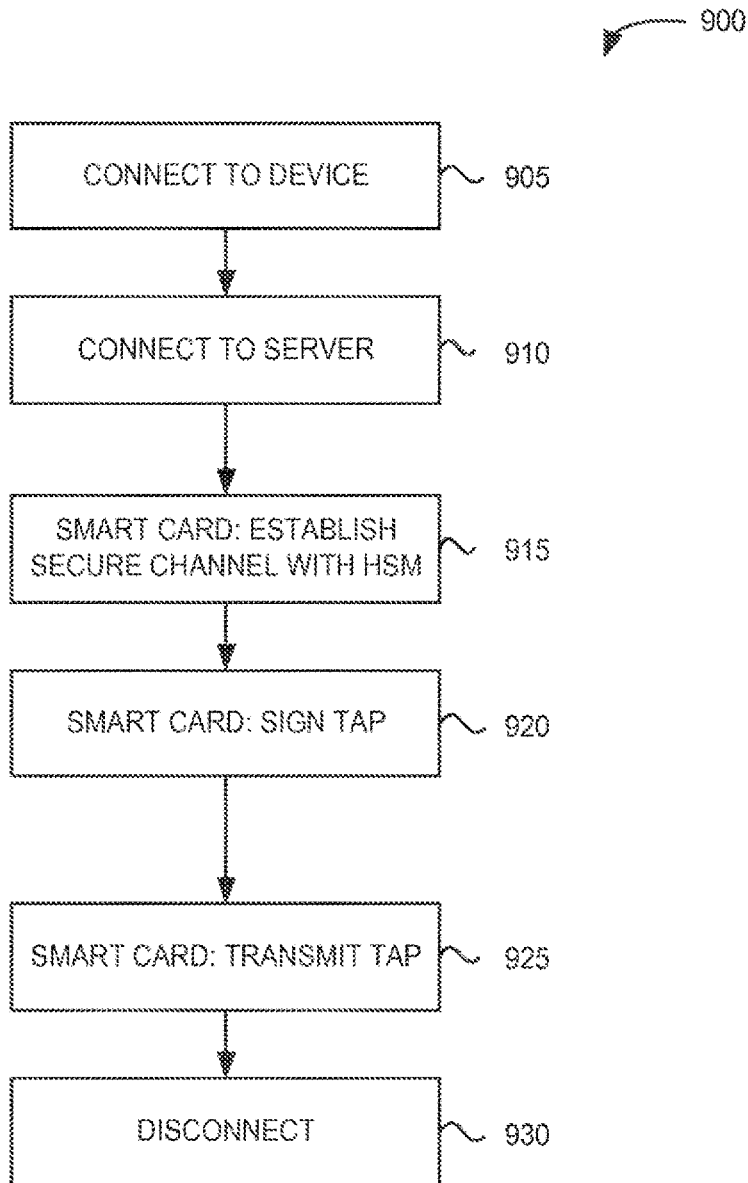 900
CONNECT TO DEVICE
905
CONNECT TO SERVER
910
SMART CARD: ESTABLISH
SECURE CHANNEL WITH HSM
915
SMART CARD: SIGN TAP
920
SMART CARD: TRANSMIT TAP
925
DISCONNECT
930